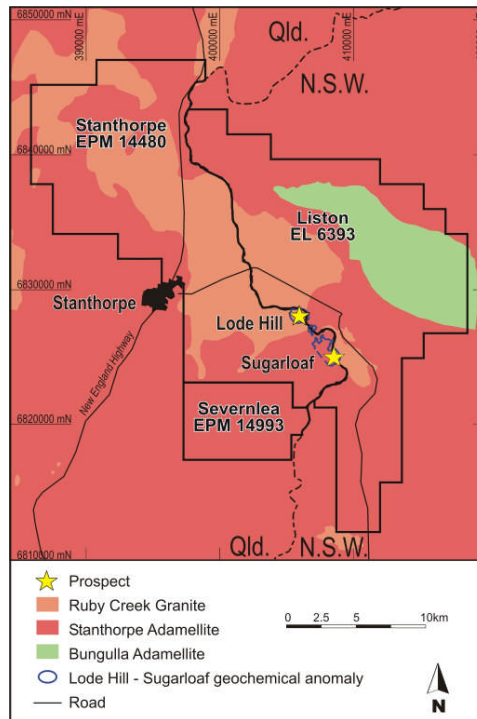 6850000 mN
390000 mE
400000 mE
410000 mE
Qld.
N.S.W.
Stanthorpe
EPM 14480
6840000 mN
Liston
EL 6393
6830000 mN
Stanthorpe
Lode Hill
Sugarloaf
New England Highway
Severnlea
EPM 14993
6820000 mN
Qld.
N.S.W.
6810000 mN
Prospect
Ruby Creek Granite
Stanthorpe Adamellite
Bungulla Adamellite
Lode Hill - Sugarloaf geochemical anomaly
Road
0 2.5 5 10km
N